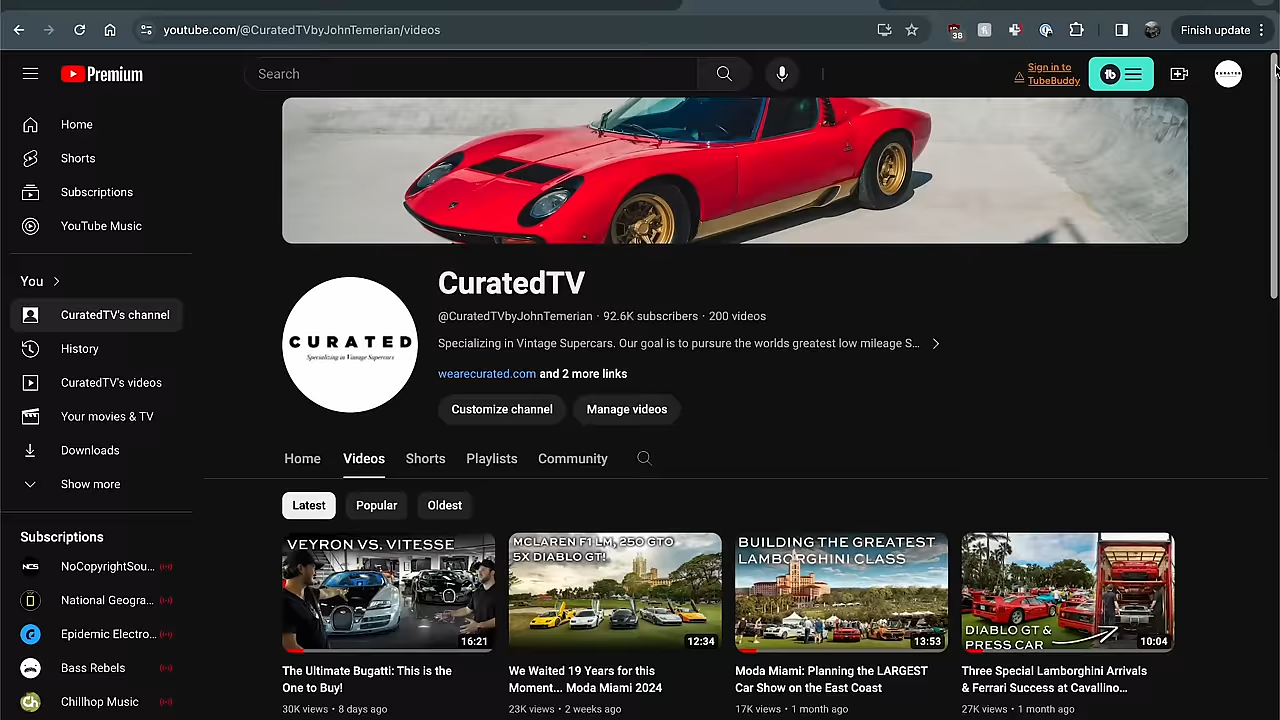 youtube.com/@CuratedTVbyJohnTemerian/videos
38
Finish update
Premium
Search
Sign in to
TubeBuddy
tb
CURATED
Home
Shorts
Subscriptions
YouTube Music
You
CuratedTV's channel
History
CuratedTV's videos
Your movies & TV
Downloads
Show more
Subscriptions
NoCopyrightSou...
National Geogra...
Epidemic Electro...
Bass Rebels
Chillhop Music
CURATED
Specializing in Vintage Supercars
CuratedTV
@CuratedTVbyJohnTemerian · 92.6K subscribers · 200 videos
Specializing in Vintage Supercars. Our goal is to pursure the worlds greatest low mileage S...
wearecurated.com and 2 more links
Customize channel
Manage videos
Home Videos Shorts Playlists Community
Latest Popular Oldest
VEYRON VS. VITESSE
16:21
The Ultimate Bugatti: This is the
One to Buy!
30K views • 8 days ago
MCLAREN F1 LM, 250 GTO
5X DIABLO GT!
12:34
We Waited 19 Years for this
Moment... Moda Miami 2024
23K views • 2 weeks ago
BUILDING THE GREATEST
LAMBORGHINI CLASS
13:53
Moda Miami: Planning the LARGEST
Car Show on the East Coast
17K views • 1 month ago
DIABLO GT &
PRESS CAR
10:04
Three Special Lamborghini Arrivals
& Ferrari Success at Cavallino...
27K views • 1 month ago